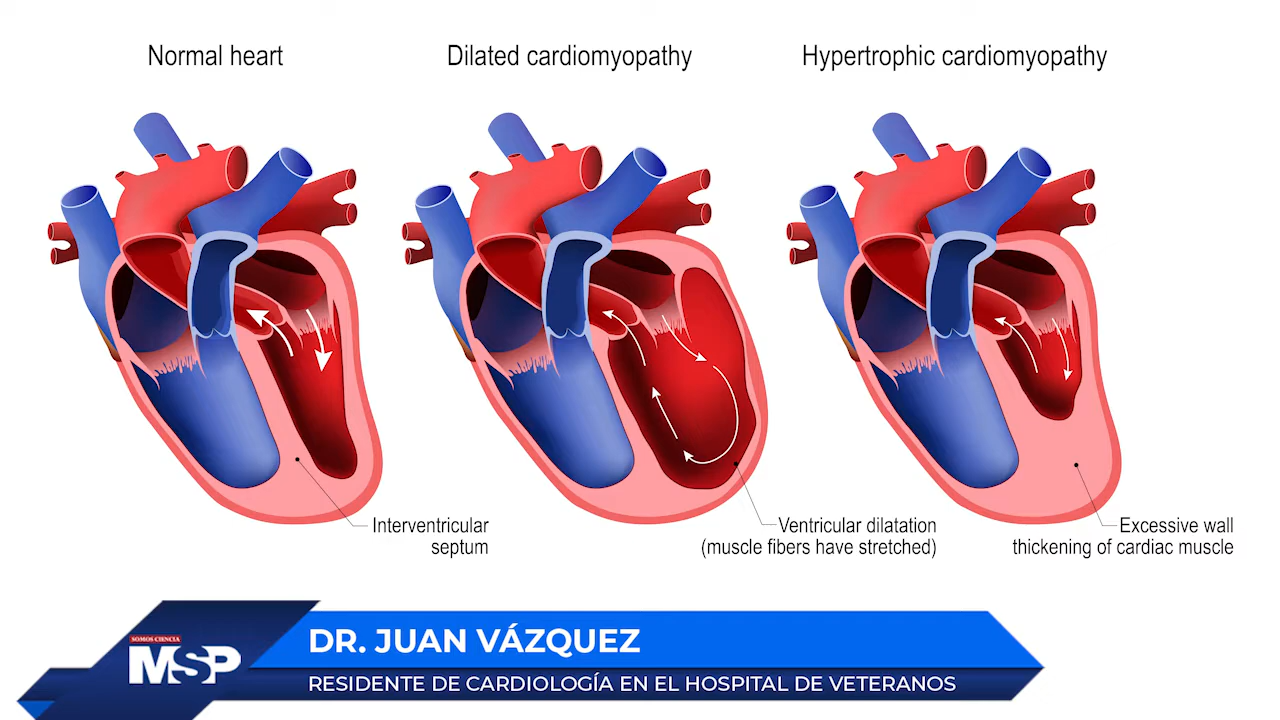 Normal heart
Dilated cardiomyopathy
Hypertrophic cardiomyopathy
Interventricular
septum
Ventricular dilatation
(muscle fibers have stretched)
Excessive wall
thickening of cardiac muscle
SOMOS CIENCIA
MSP
DR. JUAN VÁZQUEZ
RESIDENTE DE CARDIOLOGÍA EN EL HOSPITAL DE VETERANOS